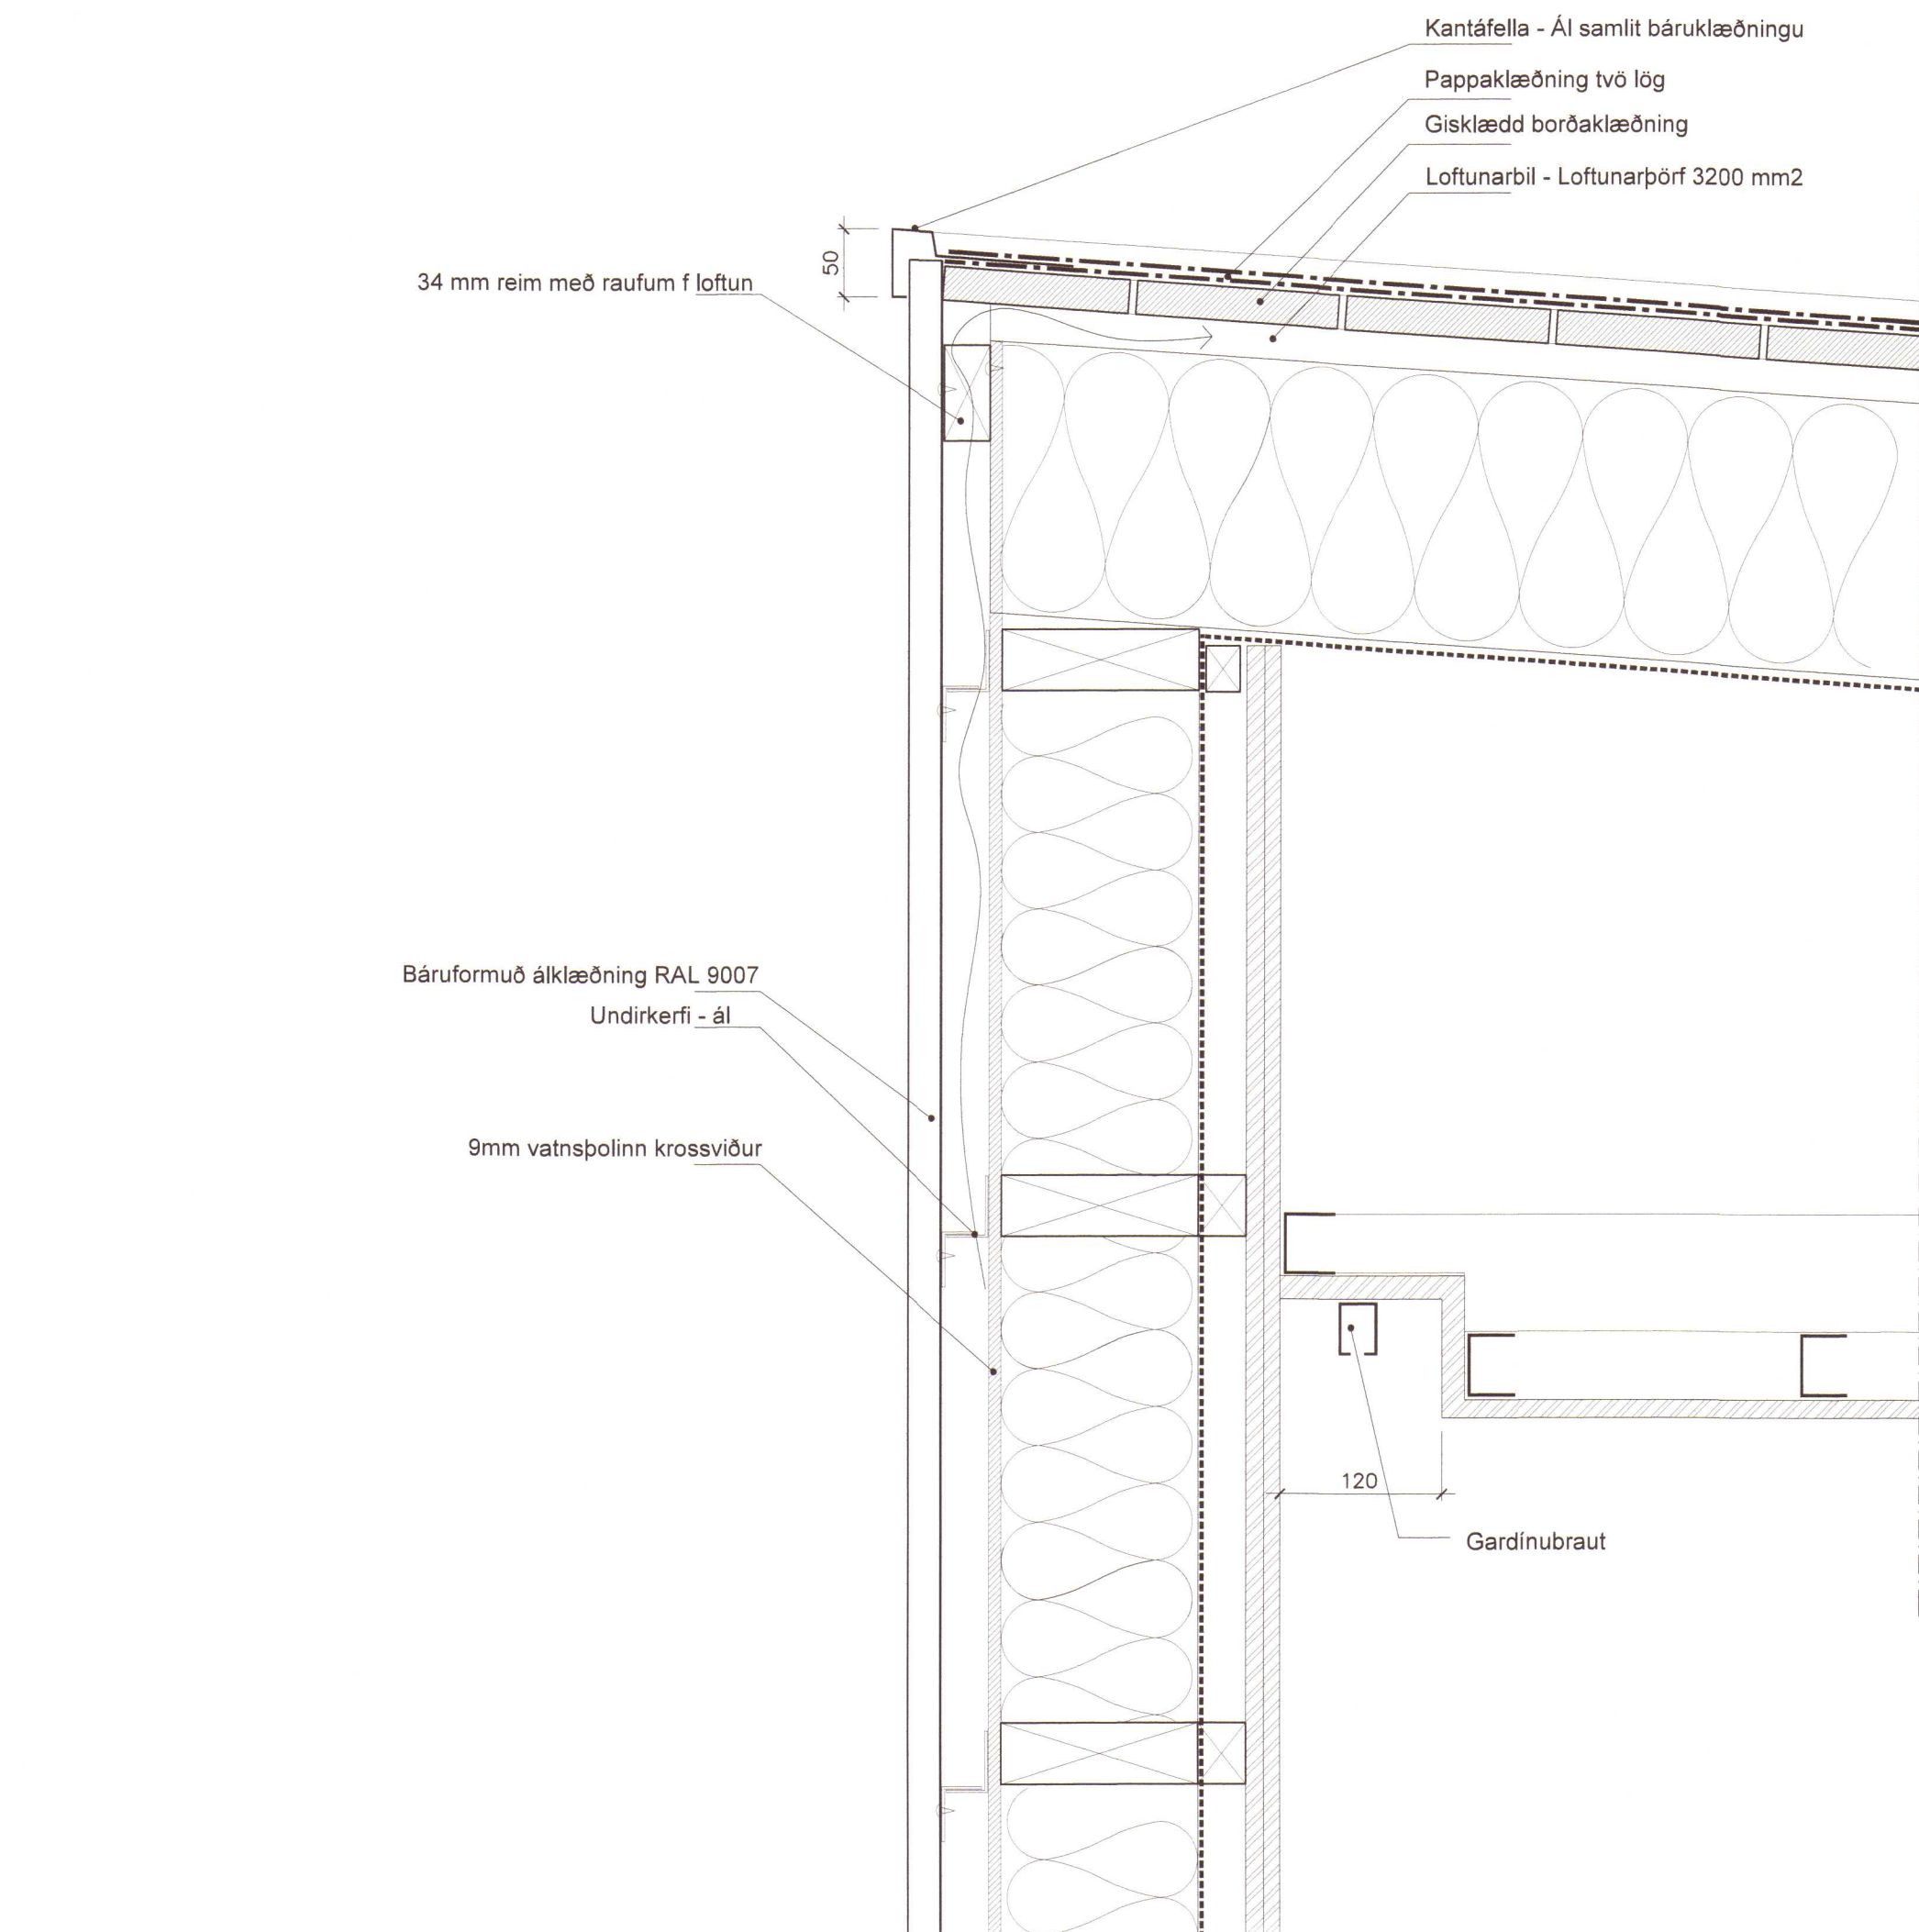 Kantáfella - Ál samlit báruklæðningu
Pappaklæðning tvö lög
Gisklædd borðaklæðning
Loftunarbil - Loftunarþörf 3200 mm2
50
34 mm reim með raufum f loftun
Báruformuð álklæðning RAL 9007
Undirkerfi - ál
9mm vatnsþolinn krossviður
120
Gardínubraut